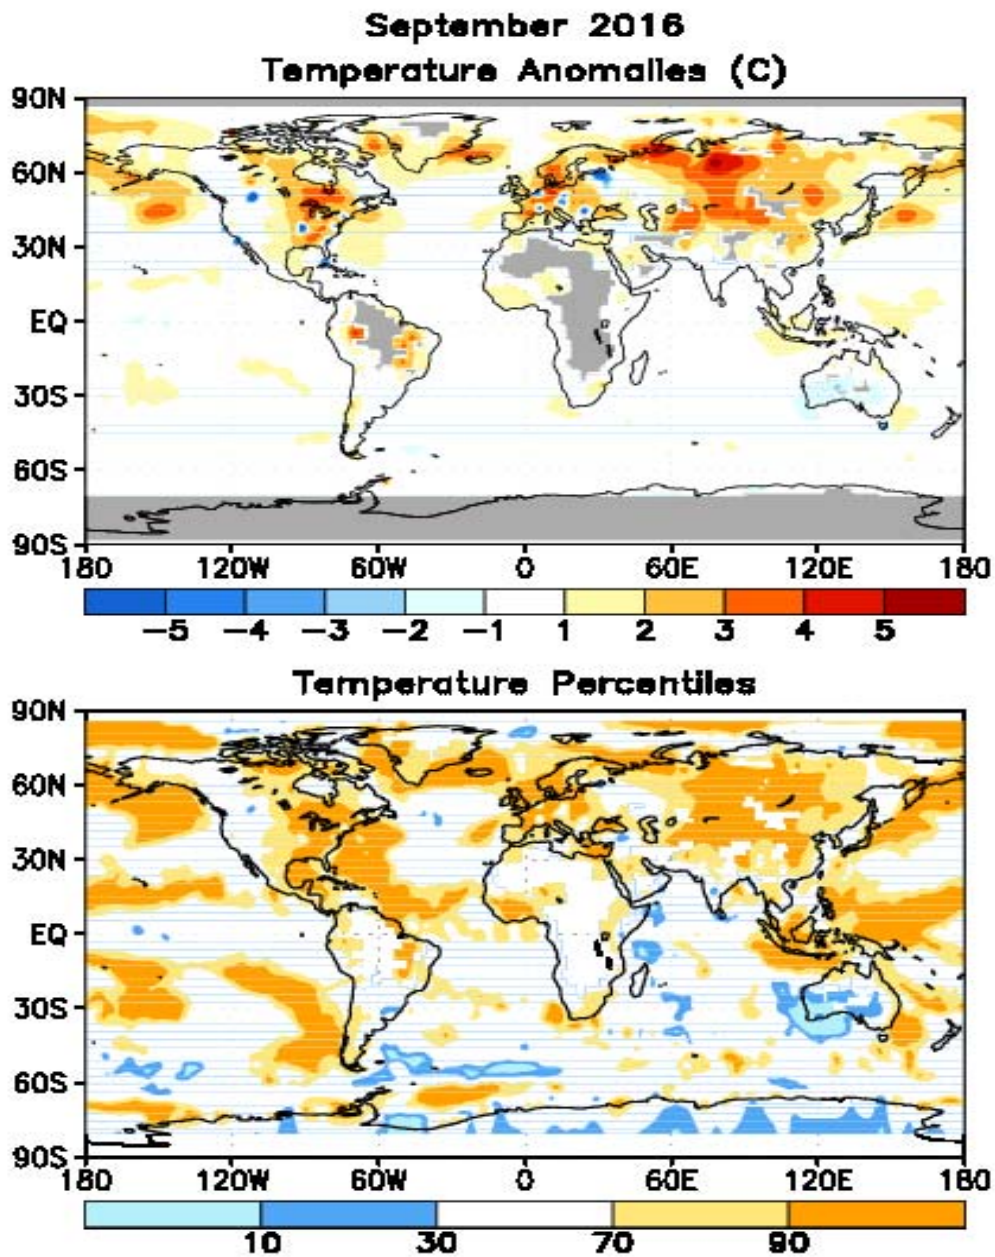 September 2016
Temperature Anomalies (C)
90N
60N
30N
EQ
30S
60S
90S
180 120W 60W 0 60E 120E 180
−5 −4 −3 −2 −1 1 2 3 4 5
Temperature Percentiles
90N
60N
30N
EQ
30S
60S
90S
180 120W 60W 0 60E 120E 180
10 30 70 90